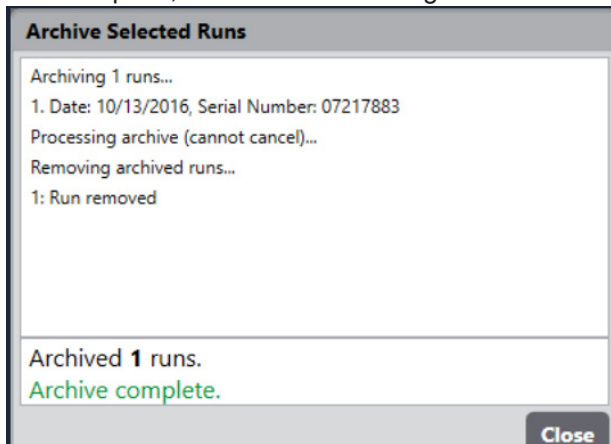 Archive Selected Runs
Archiving 1 runs...
1. Date: 10/13/2016, Serial Number: 07217883
Processing archive (cannot cancel)...
Removing archived runs...
1: Run removed
Archived 1 runs.
Archive complete.
Close